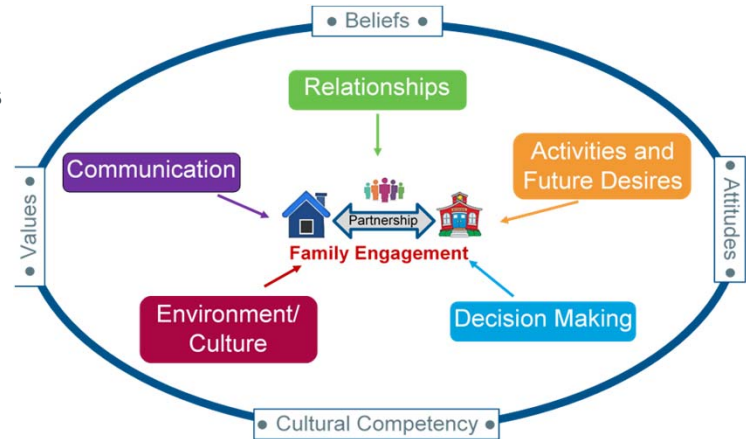 • Beliefs •
Relationships
s
Communication
Activities and
Future Desires
• Values •
• Attitudes •
Partnership
Family Engagement
Environment/
Culture
Decision Making
• Cultural Competency •